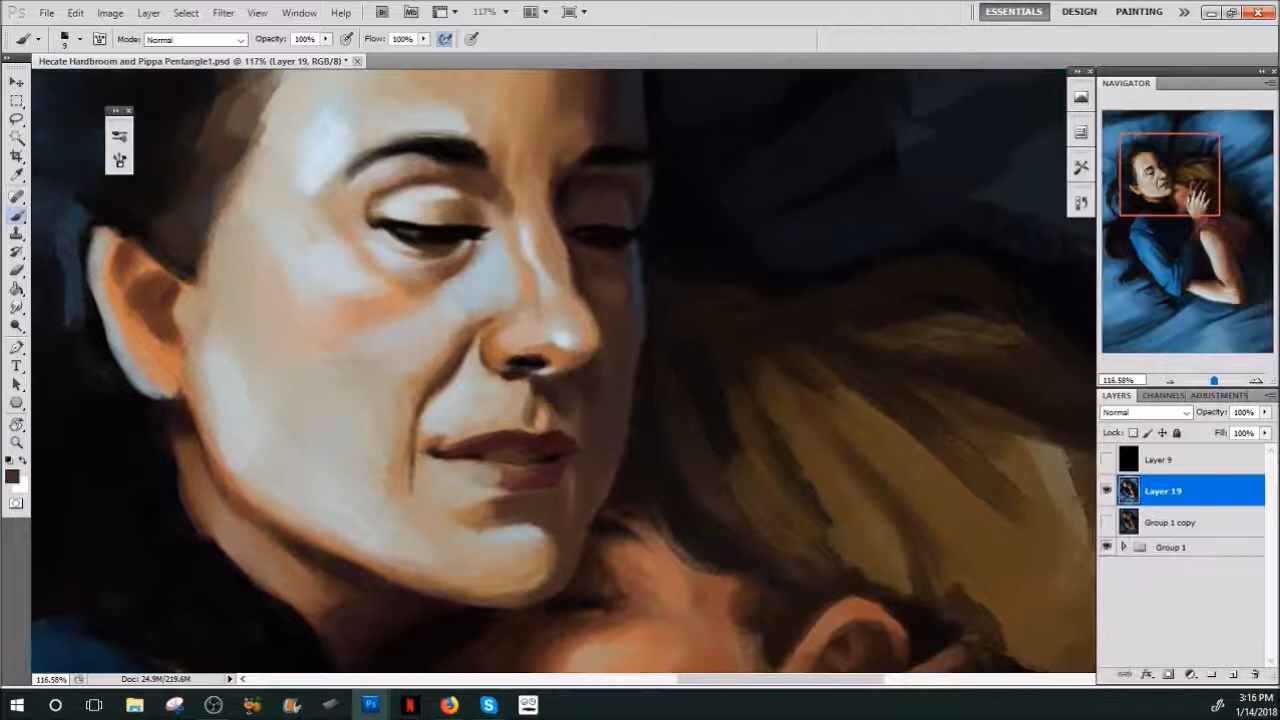 Ps File Edit Image Layer Select Filter View Window Help Br Mb 117% ESSENTIALS DESIGN PAINTING
9 Mode: Normal Opacity: 100% Flow: 100%
Hecate Hardbroom and Pippa Pentangle1.psd @ 117% (Layer 19, RGB/8) *
NAVIGATOR
116.58%
LAYERS CHANNELS ADJUSTMENTS
Normal Opacity: 100%
Lock: Fill: 100%
Layer 9
Layer 19
Group 1 copy
Group 1
116.58% Doc: 24.9M/219.6M
3:16 PM
1/14/2018